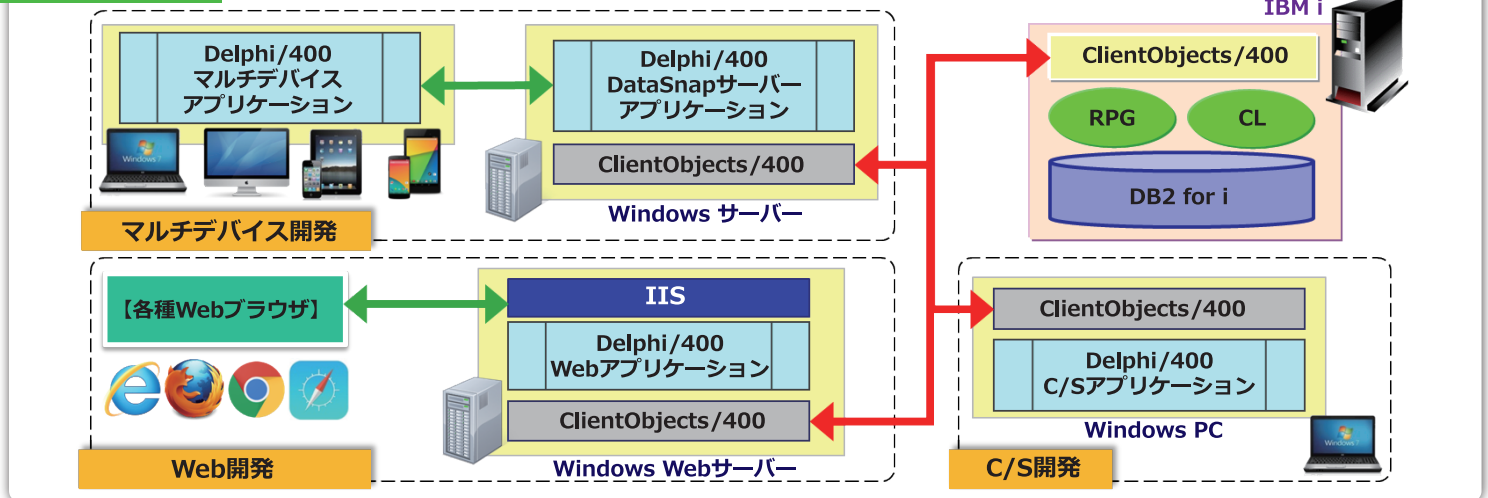 Delphi/400
マルチデバイス
アプリケーション
マルチデバイス開発
Delphi/400
DataSnapサーバー
アプリケーション
ClientObjects/400
Windows サーバー
IBM i
ClientObjects/400
RPG
CL
DB2 for i
【各種Webブラウザ】
Web開発
IIS
Delphi/400
Webアプリケーション
ClientObjects/400
Windows Webサーバー
ClientObjects/400
Delphi/400
C/Sアプリケーション
Windows PC
C/S開発
Windows 7
Windows 7